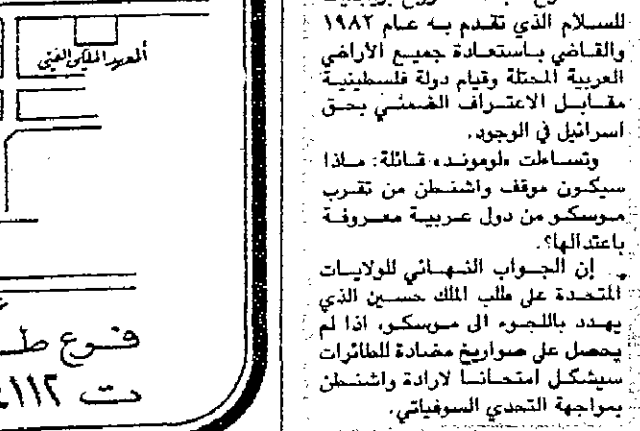 للسلام الذي تقدم به عام ١٩٨٢
والقاضي باستعادة جميع الأراضي
العربية المحتلة وقيام دولة فلسطينية
مقابل الاعتراف الضمني بحق
اسرائيل في الوجود.
وتساءلت «لوموند» قائلة: ماذا
سيكون موقف واشنطن من تقرب
موسكو من دول عربية معروفة
باعتدالها؟.
إن الجواب النهائي للولايات
المتحدة على طلب الملك حسين الذي
يهدد باللجوء الى موسكو، اذا لم
يحصل على صواريخ مضادة للطائرات
سيشكل امتحانا لارادة واشنطن
بمواجهة التحدي السوفياتي.
المعهد الملكي الفني
فرع
ت